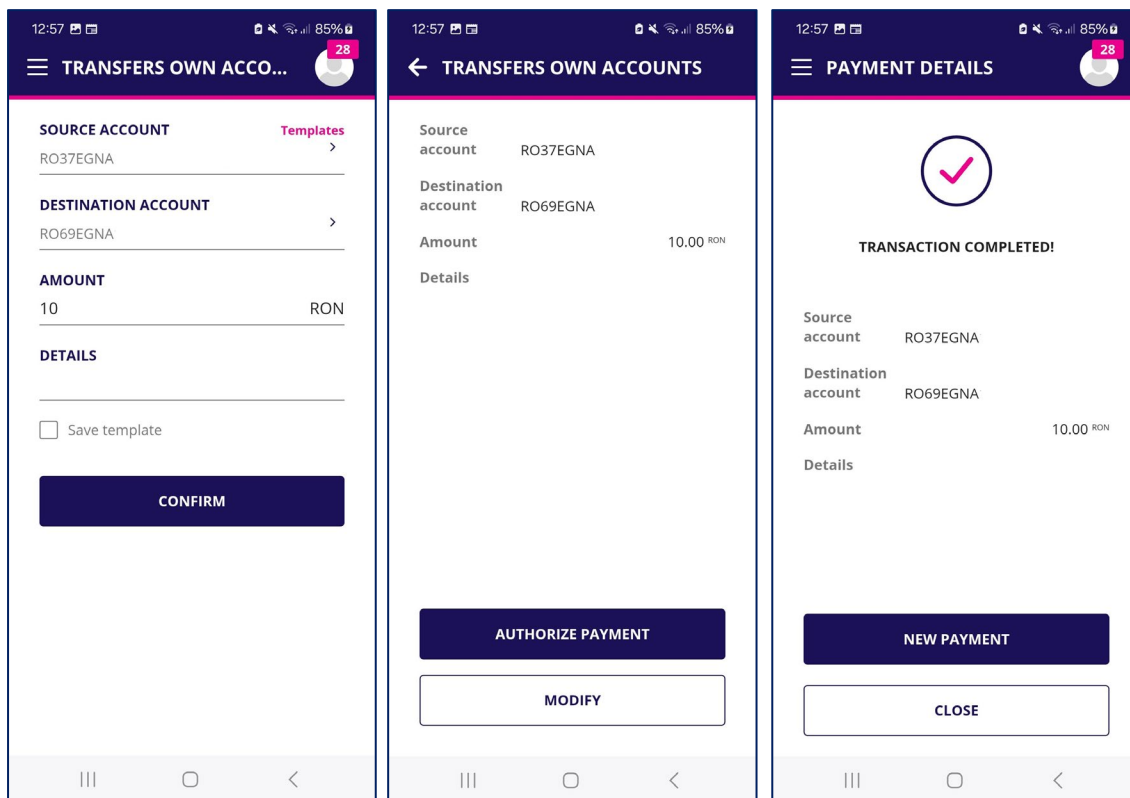 12:57 85%
28
TRANSFERS OWN ACCO...
SOURCE ACCOUNT Templates
RO37EGNA
DESTINATION ACCOUNT
RO69EGNA
AMOUNT
10 RON
DETAILS
Save template
CONFIRM
12:57 85%
TRANSFERS OWN ACCOUNTS
Source
account RO37EGNA
Destination
account RO69EGNA
Amount 10.00 RON
Details
AUTHORIZE PAYMENT
MODIFY
12:57 85%
28
PAYMENT DETAILS
TRANSACTION COMPLETED!
Source
account RO37EGNA
Destination
account RO69EGNA
Amount 10.00 RON
Details
NEW PAYMENT
CLOSE